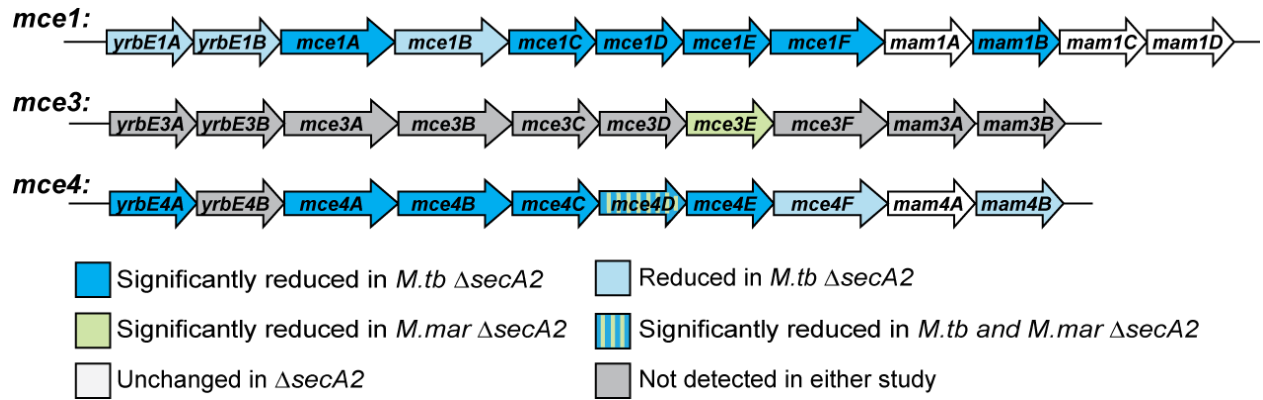 mce1:
yrbE1A yrbE1B mce1A mce1B mce1C mce1D mce1E mce1F mam1A mam1B mam1C mam1D
mce3:
yrbE3A yrbE3B mce3A mce3B mce3C mce3D mce3E mce3F mam3A mam3B
mce4:
yrbE4A yrbE4B mce4A mce4B mce4C mce4D mce4E mce4F mam4A mam4B
Significantly reduced in M.tb ΔsecA2 Reduced in M.tb ΔsecA2
Significantly reduced in M.mar ΔsecA2 Significantly reduced in M.tb and M.mar ΔsecA2
Unchanged in ΔsecA2 Not detected in either study